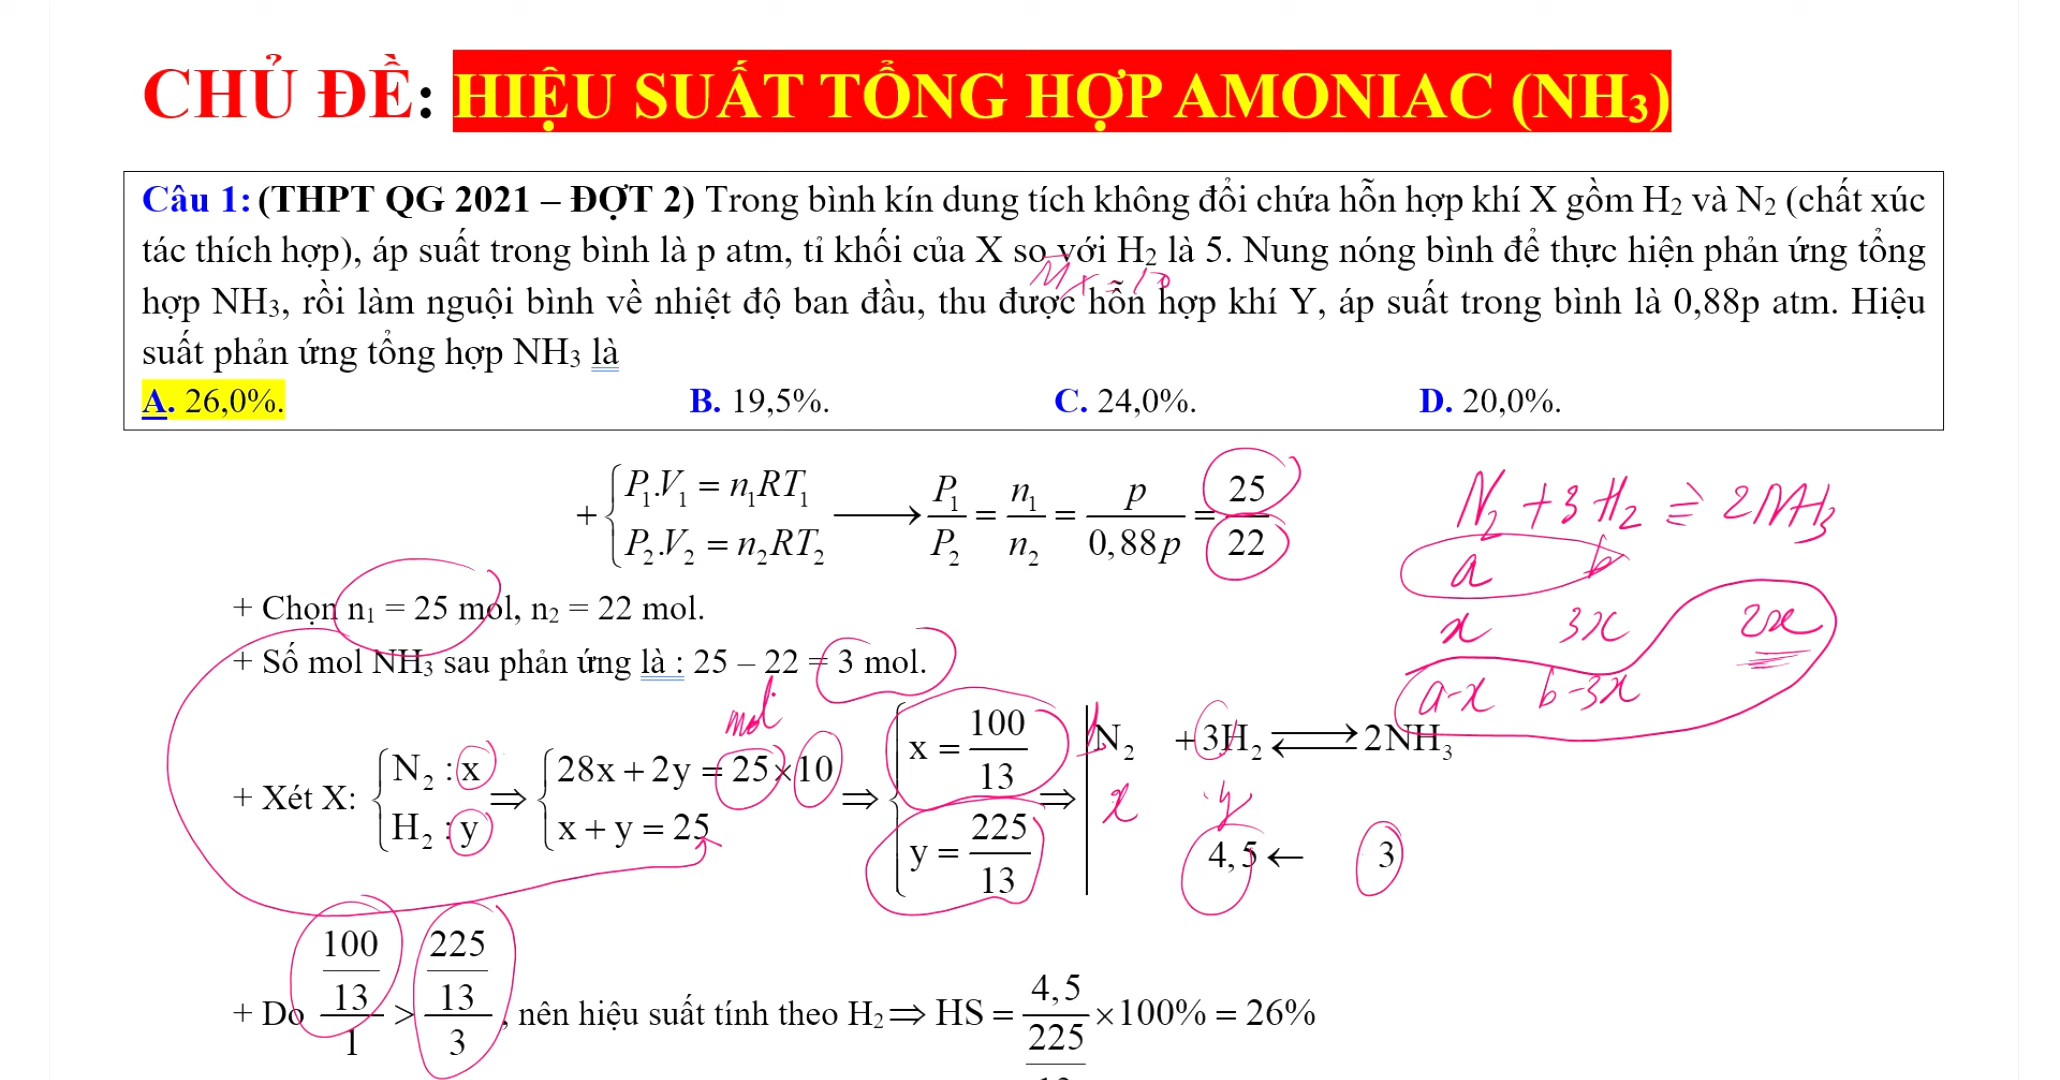 CHỦ ĐỀ: HIỆU SUẤT TỔNG HỢP AMONIAC (NH₃)
Câu 1: (THPT QG 2021 – ĐỢT 2) Trong bình kín dung tích không đổi chứa hỗn hợp khí X gồm H₂ và N₂ (chất xúc
tác thích hợp), áp suất trong bình là p atm, tỉ khối của X so với H₂ là 5. Nung nóng bình để thực hiện phản ứng tổng
Mx = 10
hợp NH₃, rồi làm nguội bình về nhiệt độ ban đầu, thu được hỗn hợp khí Y, áp suất trong bình là 0,88p atm. Hiệu
suất phản ứng tổng hợp NH₃ là
A. 26,0%. B. 19,5%. C. 24,0%. D. 20,0%.
+ { P₁.V₁ = n₁RT₁ ; P₂.V₂ = n₂RT₂ ⟶ P₁/P₂ = n₁/n₂ = p/0,88p = 25/22
N₂ + 3H₂ ⇌ 2NH₃
a b
+ Chọn n₁ = 25 mol, n₂ = 22 mol.
x 3x 2x
+ Số mol NH₃ sau phản ứng là : 25 – 22 = 3 mol.
a-x b-3x
mol
+ Xét X: { N₂ : x ; H₂ : y ⇒ { 28x + 2y = 25×10 ; x + y = 25 ⇒ { x = 100/13 ; y = 225/13 ⇒ | N₂ + 3H₂ ⇌ 2NH₃
1
x y
4,5 ← 3
+ Do (100/13)/1 > (225/13)/3 , nên hiệu suất tính theo H₂ ⇒ HS = 4,5/(225/13) ×100% = 26%